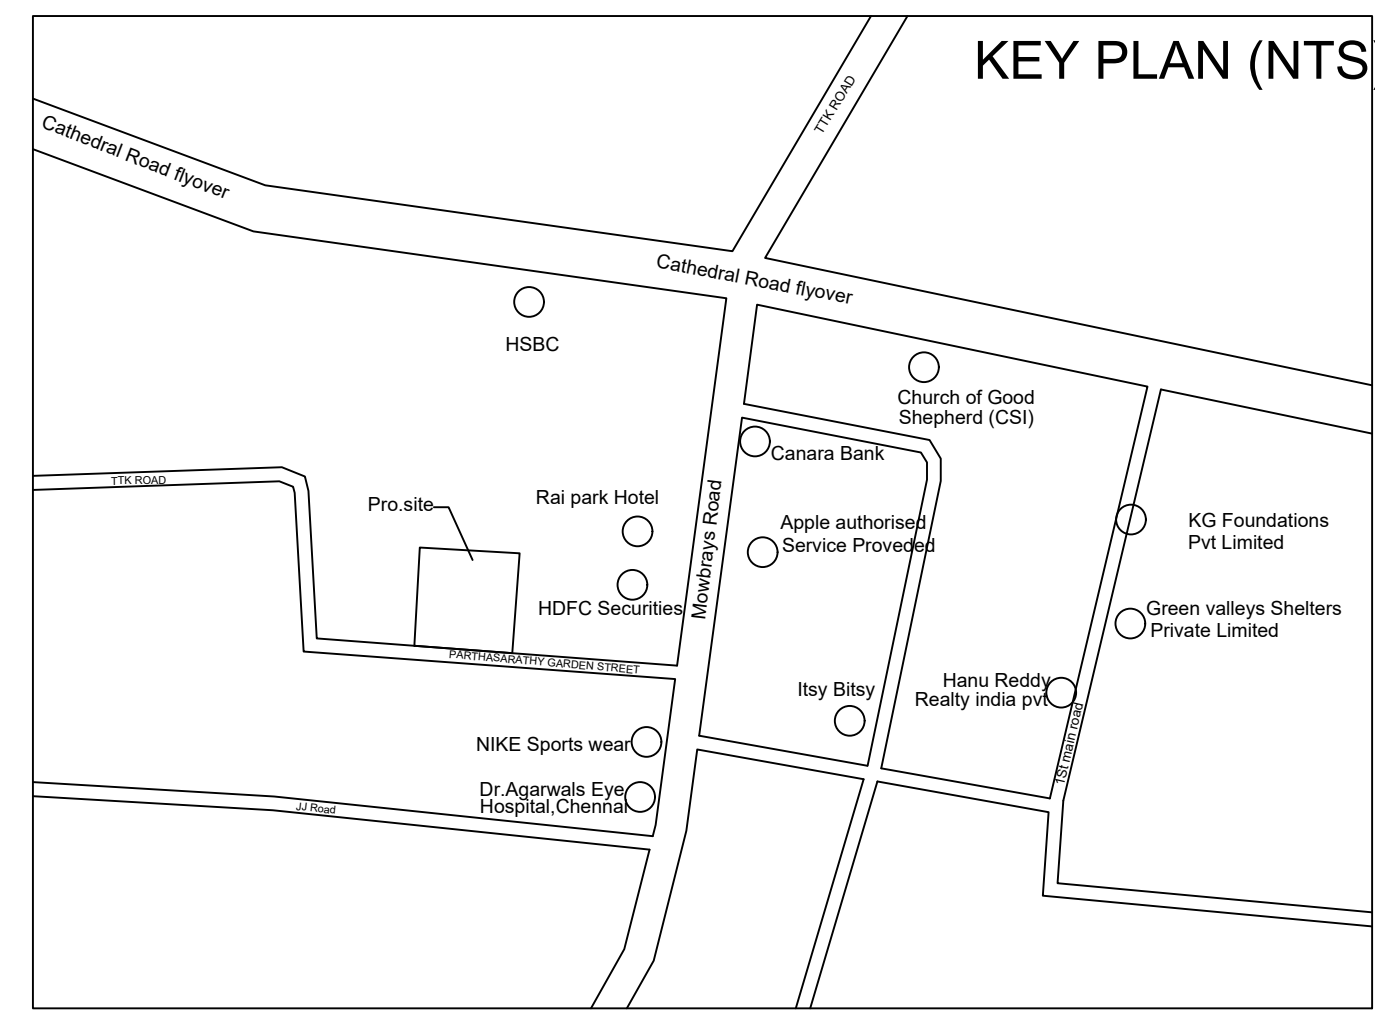 KEY PLAN (NTS)
TTK ROAD
Cathedral Road flyover
Cathedral Road flyover
HSBC
Church of Good
Shepherd (CSI)
Canara Bank
TTK ROAD
Pro.site
Rai park Hotel
Mowbrays Road
Apple authorised
Service Proveded
KG Foundations
Pvt Limited
HDFC Securities
Green valleys Shelters
Private Limited
PARTHASARATHY GARDEN STREET
Itsy Bitsy
Hanu Reddy
Realty india pvt
1St main road
NIKE Sports wear
Dr.Agarwals Eye
Hospital,Chennai
JJ Road